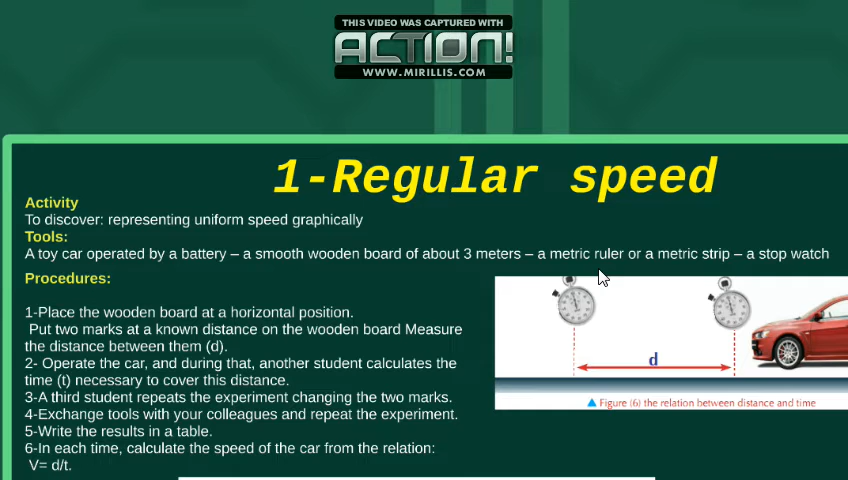 THIS VIDEO WAS CAPTURED WITH
ACTION!
WWW.MIRILLIS.COM
1-Regular speed
Activity
To discover: representing uniform speed graphically
Tools:
A toy car operated by a battery – a smooth wooden board of about 3 meters – a metric ruler or a metric strip – a stop watch
Procedures:
1-Place the wooden board at a horizontal position.
Put two marks at a known distance on the wooden board Measure
the distance between them (d).
2- Operate the car, and during that, another student calculates the
time (t) necessary to cover this distance.
3-A third student repeats the experiment changing the two marks.
4-Exchange tools with your colleagues and repeat the experiment.
5-Write the results in a table.
6-In each time, calculate the speed of the car from the relation:
V= d/t.
d
▲ Figure (6) the relation between distance and time